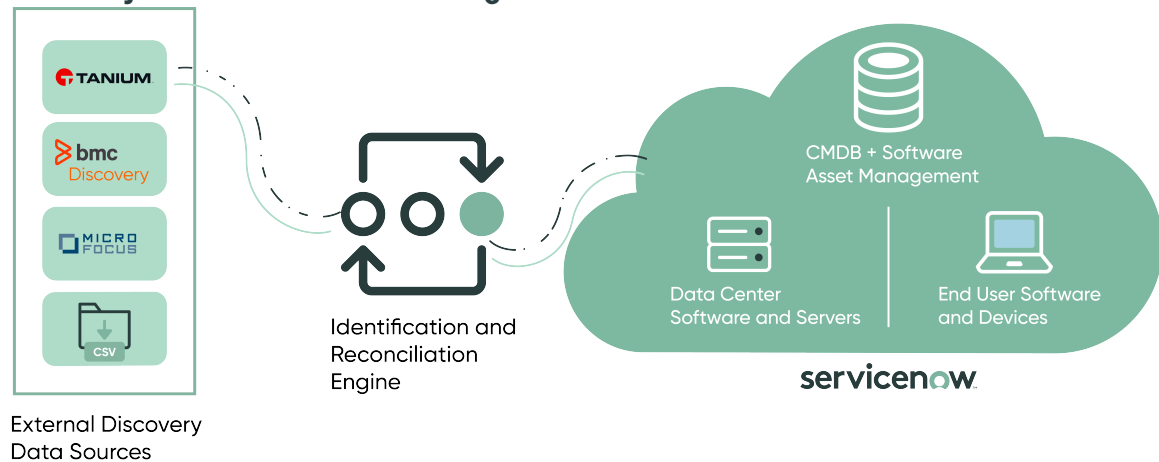 TANIUM
bmc
Discovery
MICRO
FOCUS
CSV
External Discovery
Data Sources
Identification and
Reconciliation
Engine
CMDB + Software
Asset Management
Data Center
Software and Servers
End User Software
and Devices
servicenow